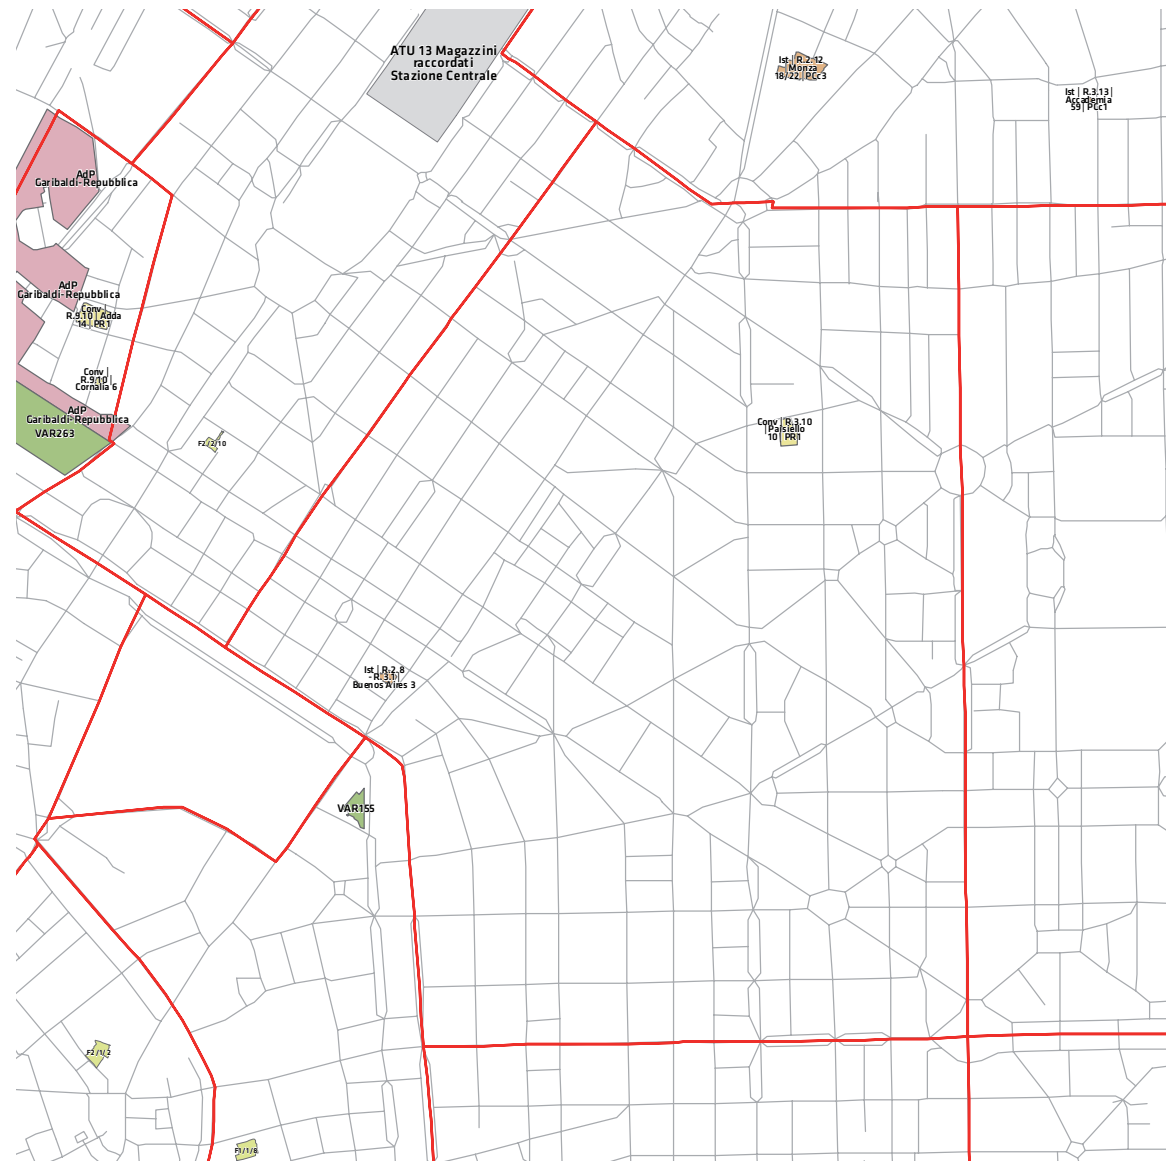 ATU 13 Magazzini
raccordati
Stazione Centrale
Ist | R.2.12
Monza
18/22, PCc3
Ist | R.3.13 |
Accademia
59| PCc1
AdP
Garibaldi-Repubblica
AdP
Garibaldi-Repubblica
Conv |
R.9.10 | Adda
14 | PR1
Conv |
R.9.10 |
Cornalia 6
AdP
Garibaldi-Repubblica
VAR263
F2/2/10
Conv | R.3.10
| Paisiello
10 | PR1
Ist | R.2.8
- R.3.1|
Buenos Aires 3
VAR155
F2/1/2
F1/1/8